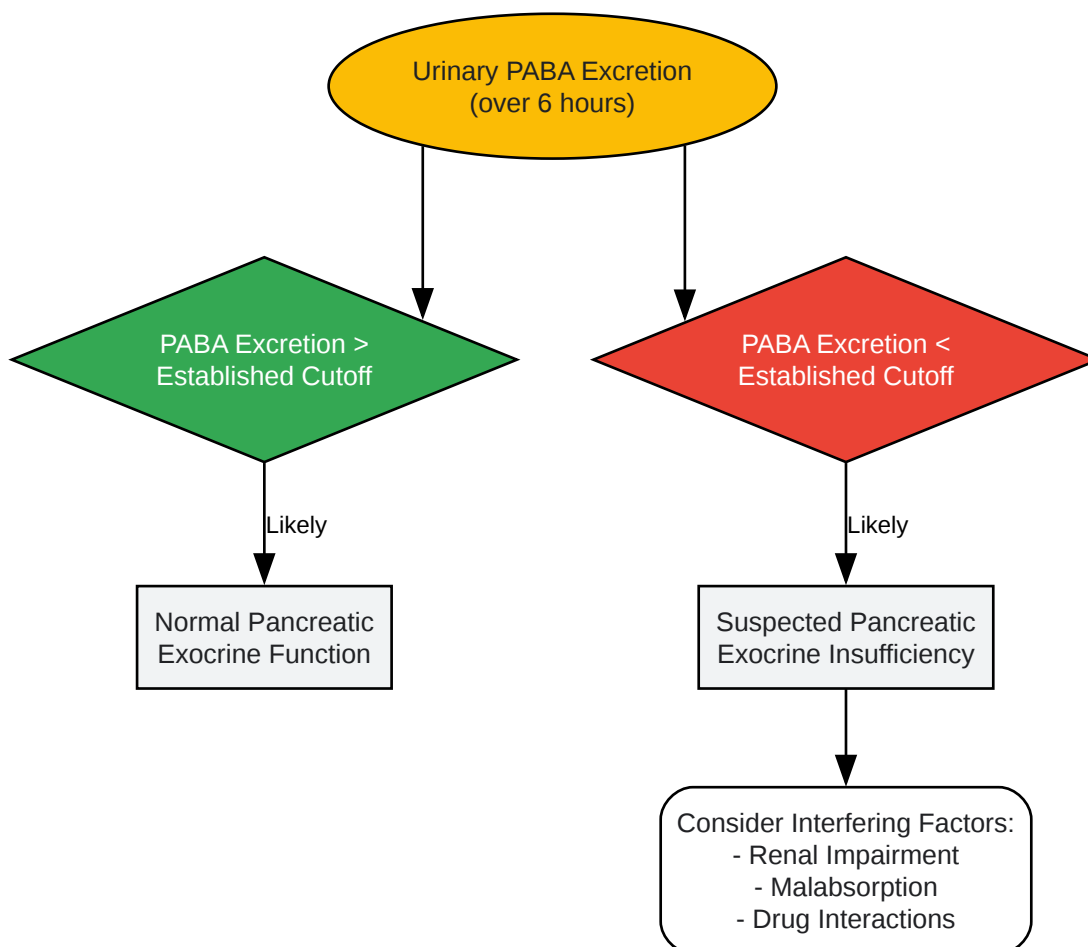 Urinary PABA Excretion
(over 6 hours)
PABA Excretion >
Established Cutoff
PABA Excretion <
Established Cutoff
Likely
Likely
Normal Pancreatic
Exocrine Function
Suspected Pancreatic
Exocrine Insufficiency
Consider Interfering Factors:
- Renal Impairment
- Malabsorption
- Drug Interactions